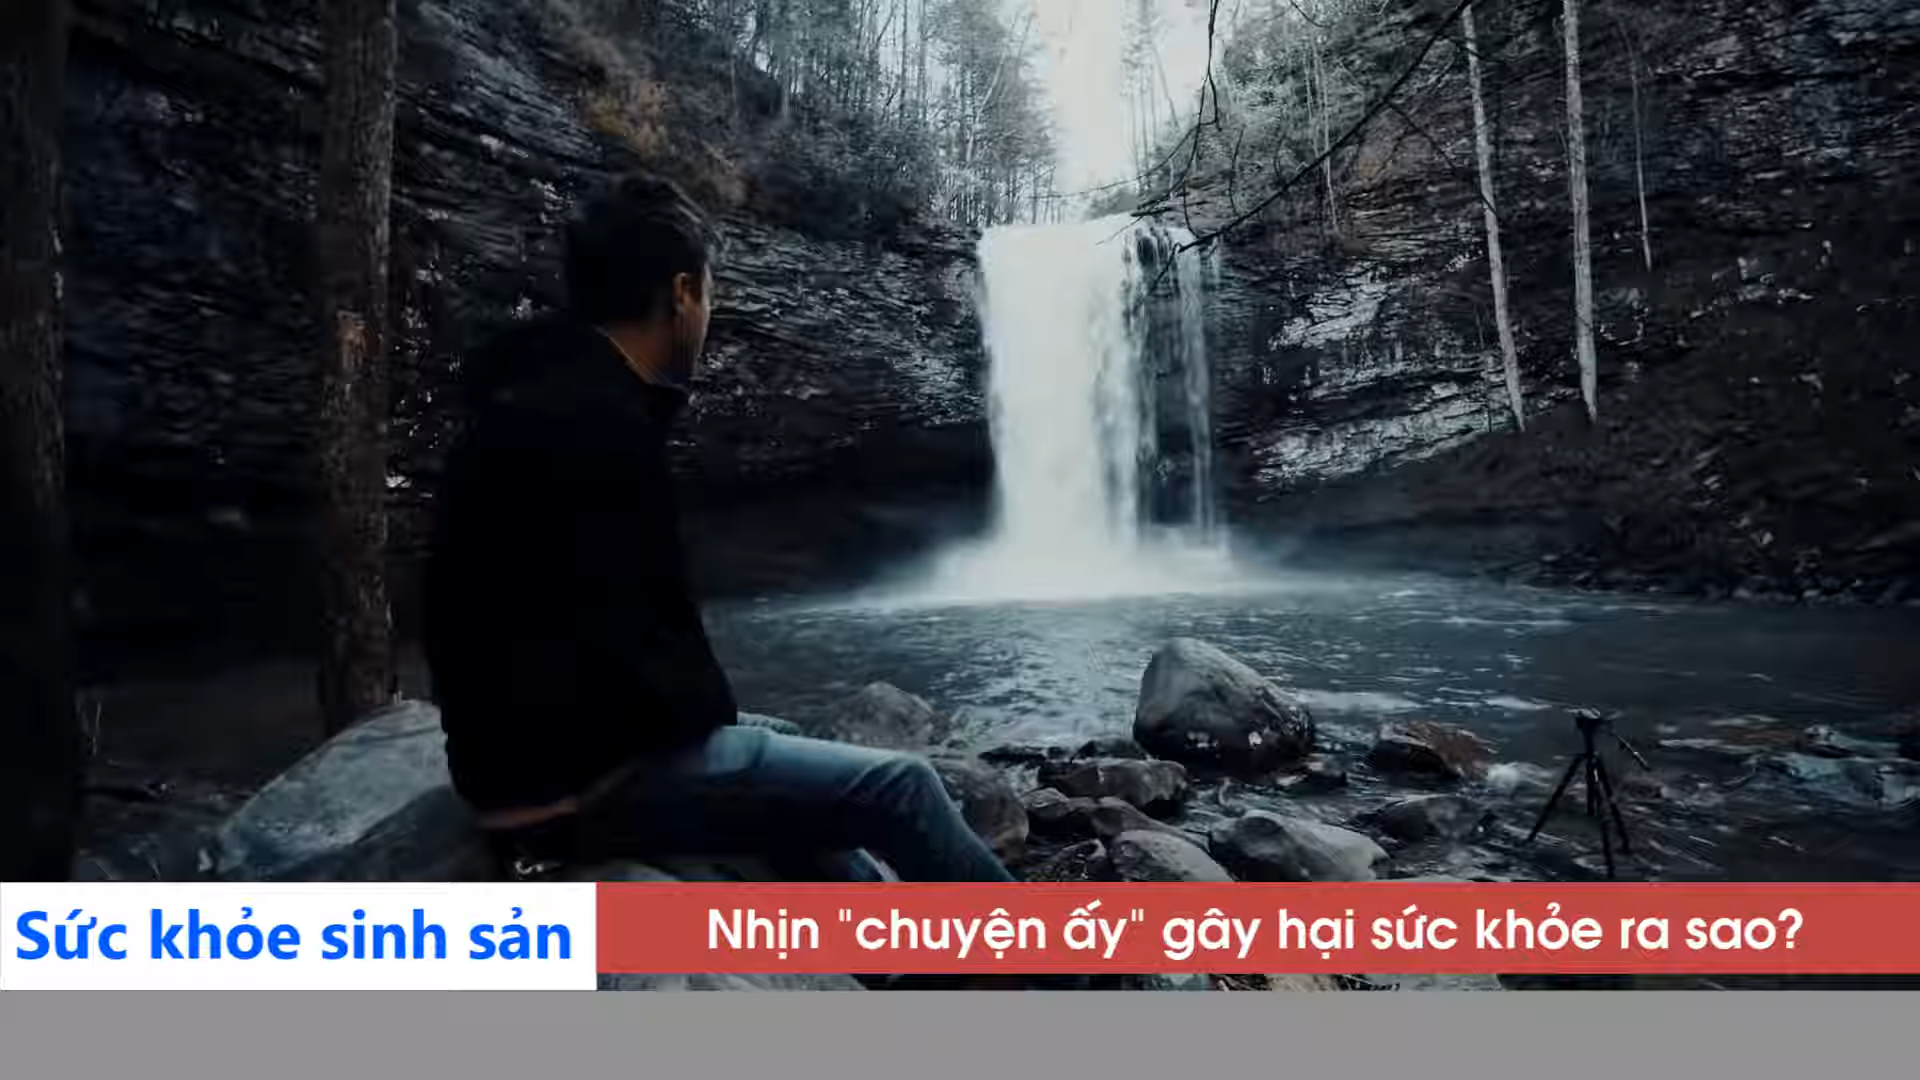 Sức khỏe sinh sản
Nhịn "chuyện ấy" gây hại sức khỏe ra sao?